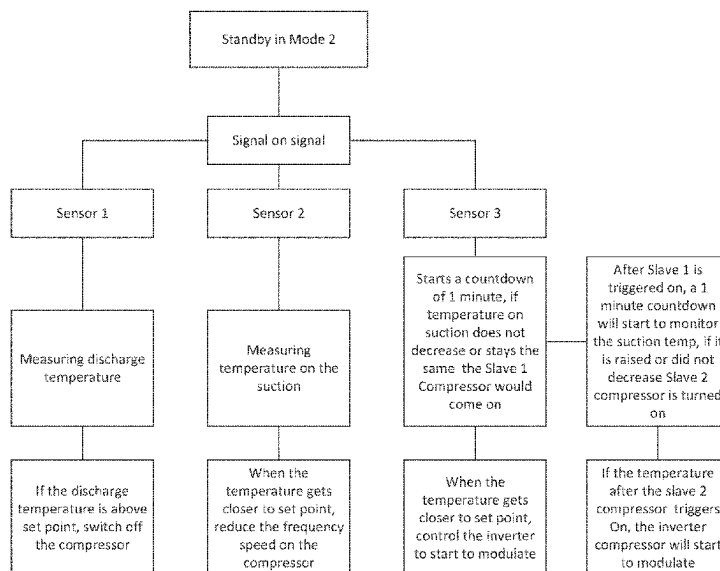 Standby in Mode 2
Signal on signal
Sensor 1
Sensor 2
Sensor 3
Measuring discharge
temperature
Measuring
temperature on the
suction
Starts a countdown
of 1 minute, if
temperature on
suction does not
decrease or stays the
same the Slave 1
Compressor would
come on
After Slave 1 is
triggered on, a 1
minute countdown
will start to monitor
the suction temp, if it
is raised or did not
decrease Slave 2
compressor is turned
on
If the discharge
temperature is above
set point, switch off
the compressor
When the
temperature gets
closer to set point,
reduce the frequency
speed on the
compressor
When the
temperature gets
closer to set point,
control the inverter
to start to modulate
If the temperature
after the slave 2
compressor triggers
On, the inverter
compressor will start
to modulate